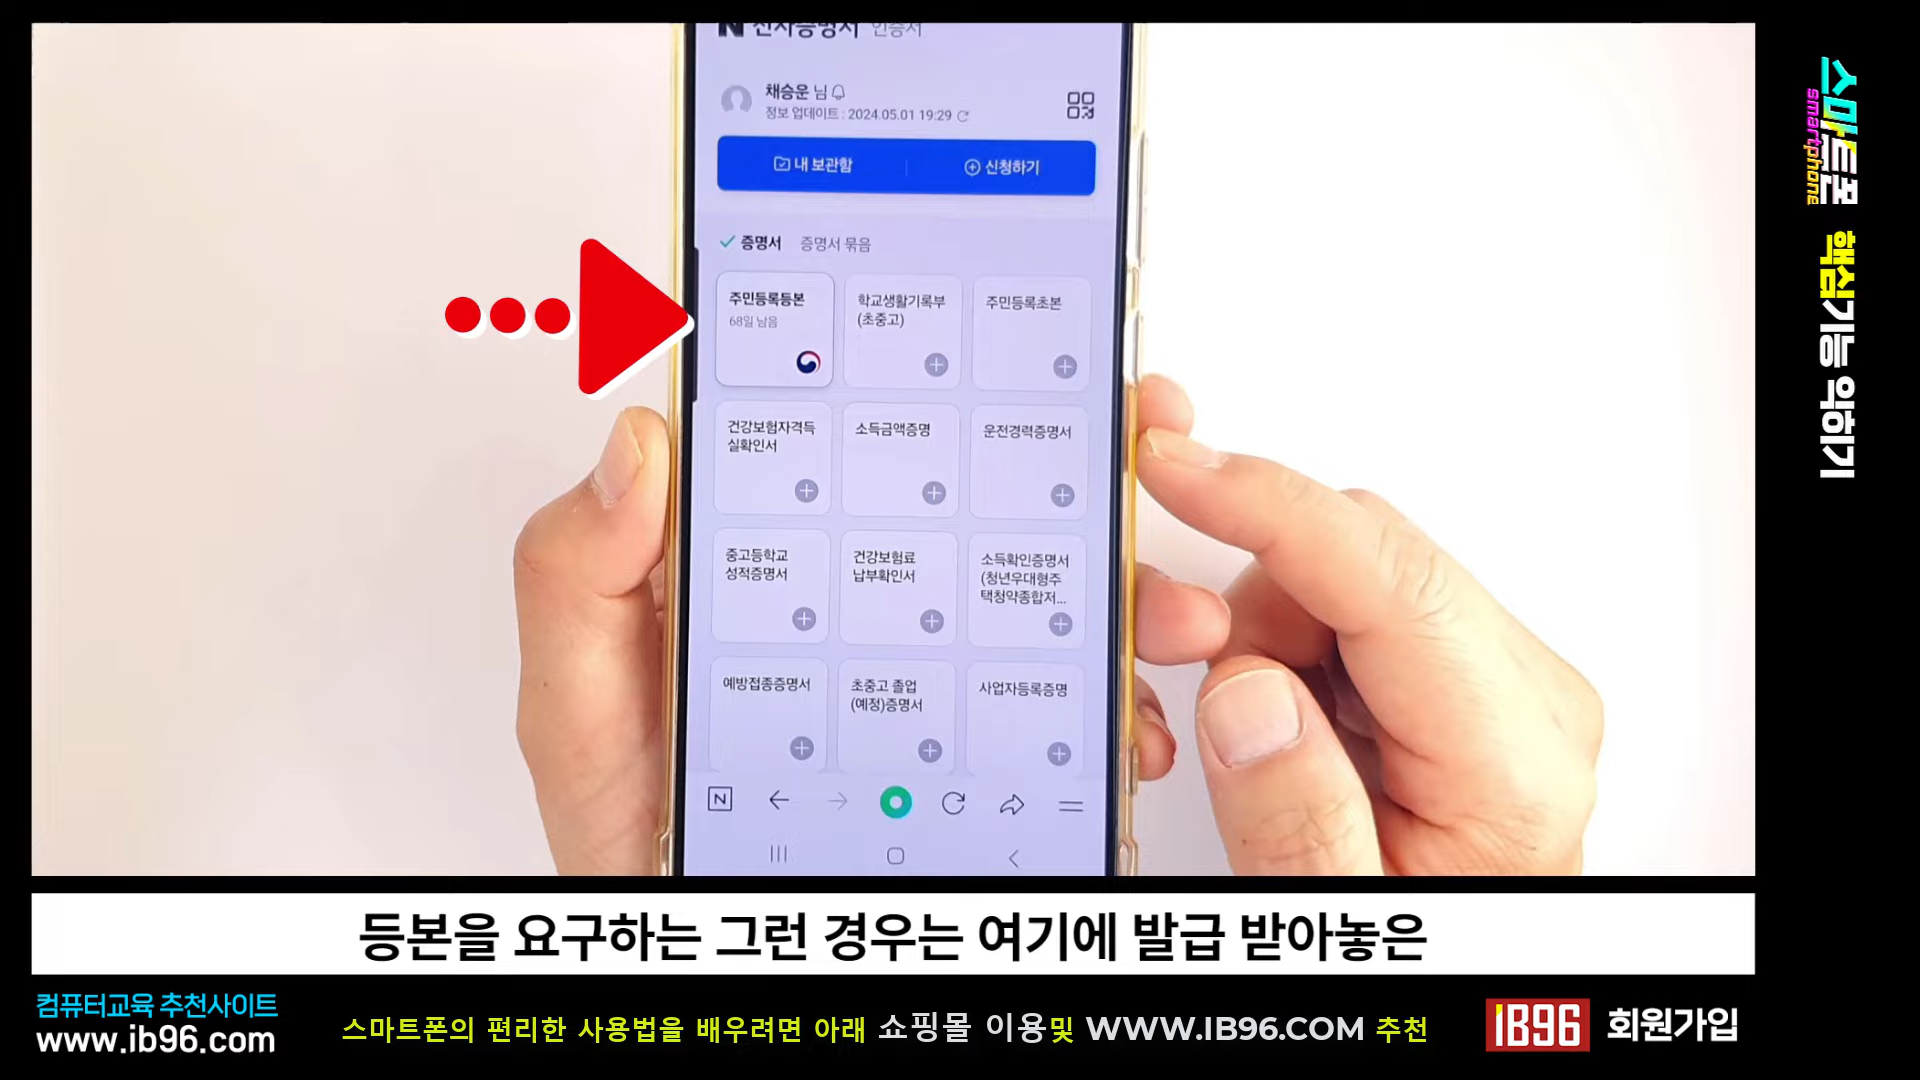 N 전자증명서 인증서
채승운 님
정보 업데이트 : 2024.05.01 19:29
내 보관함
신청하기
증명서 증명서 묶음
주민등록등본
68일 남음
학교생활기록부
(초중고)
주민등록초본
건강보험자격득
실확인서
소득금액증명
운전경력증명서
중고등학교
성적증명서
건강보험료
납부확인서
소득확인증명서
(청년우대형주
택청약종합저...
예방접종증명서
초중고 졸업
(예정)증명서
사업자등록증명
N
스마트폰
smartphone
핵심기능 익히기
등본을 요구하는 그런 경우는 여기에 발급 받아놓은
컴퓨터교육 추천사이트
www.ib96.com
스마트폰의 편리한 사용법을 배우려면 아래 쇼핑몰 이용및 WWW.IB96.COM 추천
IB96 회원가입